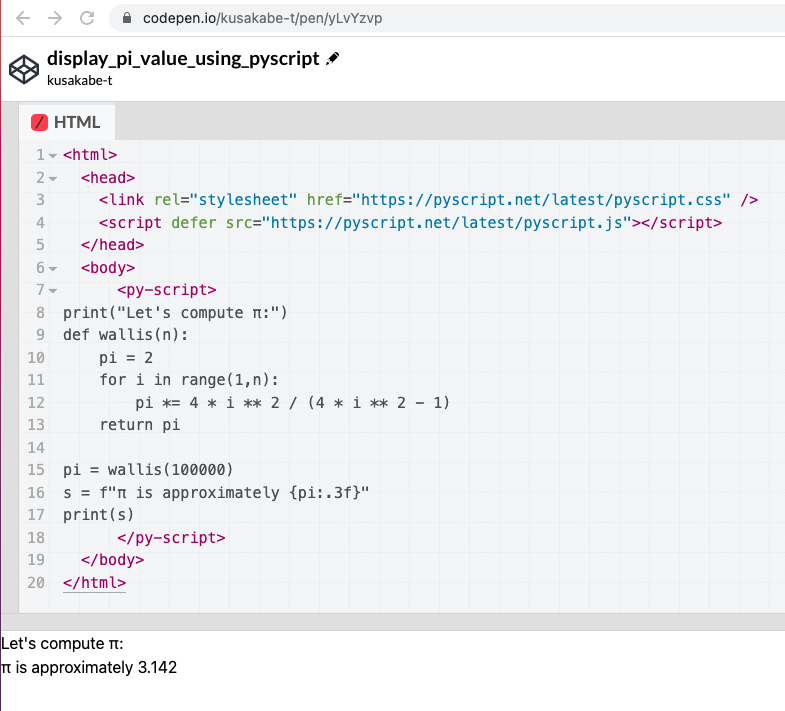 codepen.io/kusakabe-t/pen/yLvYzvp
display_pi_value_using_pyscript
kusakabe-t
/ HTML
1 <html>
2   <head>
3     <link rel="stylesheet" href="https://pyscript.net/latest/pyscript.css" />
4     <script defer src="https://pyscript.net/latest/pyscript.js"></script>
5   </head>
6   <body>
7       <py-script>
8 print("Let's compute π:")
9 def wallis(n):
10     pi = 2
11     for i in range(1,n):
12         pi *= 4 * i ** 2 / (4 * i ** 2 - 1)
13     return pi
14
15 pi = wallis(100000)
16 s = f"π is approximately {pi:.3f}"
17 print(s)
18       </py-script>
19   </body>
20 </html>
Let's compute π:
π is approximately 3.142